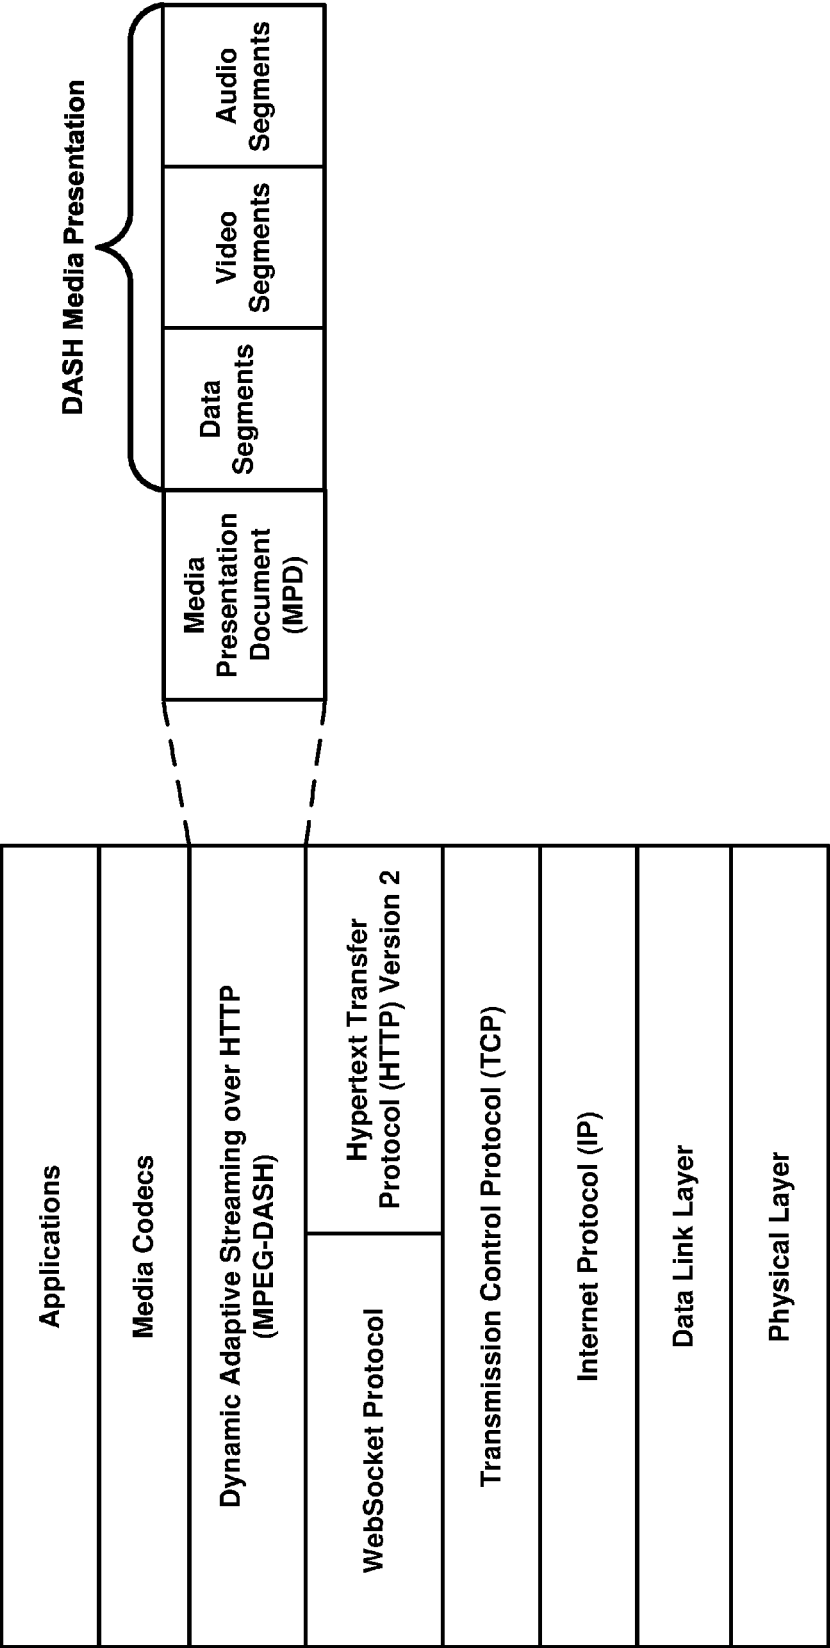 Applications
Media Codecs
Dynamic Adaptive Streaming over HTTP
(MPEG-DASH)
WebSocket Protocol
Hypertext Transfer
Protocol (HTTP) Version 2
Transmission Control Protocol (TCP)
Internet Protocol (IP)
Data Link Layer
Physical Layer
DASH Media Presentation
Media
Presentation
Document
(MPD)
Data
Segments
Video
Segments
Audio
Segments